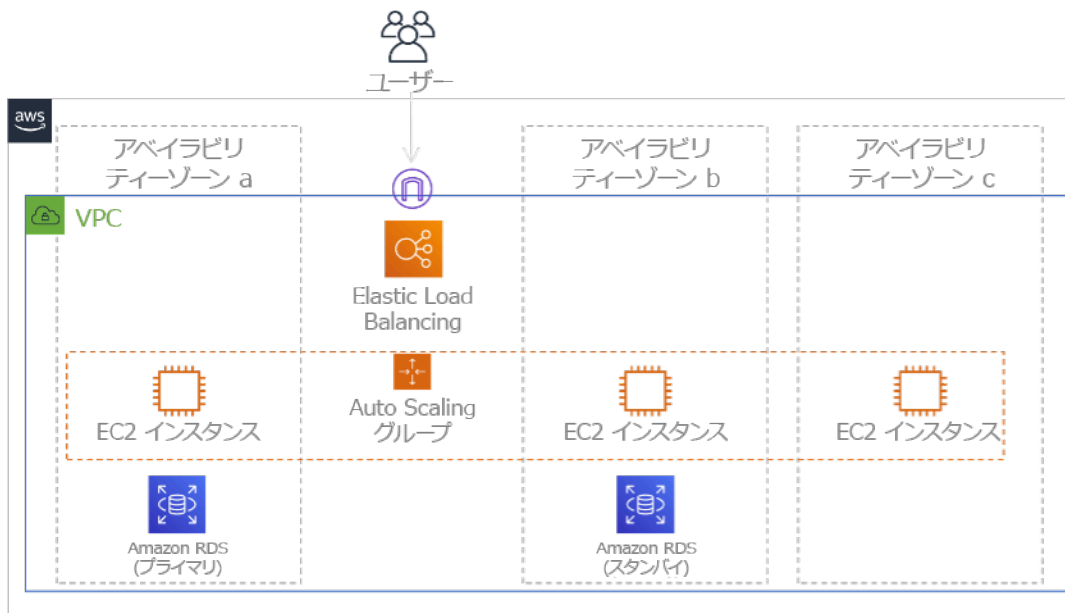 ユーザー
aws
アベイラビリ
ティーゾーン a
アベイラビリ
ティーゾーン b
アベイラビリ
ティーゾーン c
VPC
Elastic Load
Balancing
Auto Scaling
グループ
EC2 インスタンス
EC2 インスタンス
EC2 インスタンス
Amazon RDS
(プライマリ)
Amazon RDS
(スタンバイ)